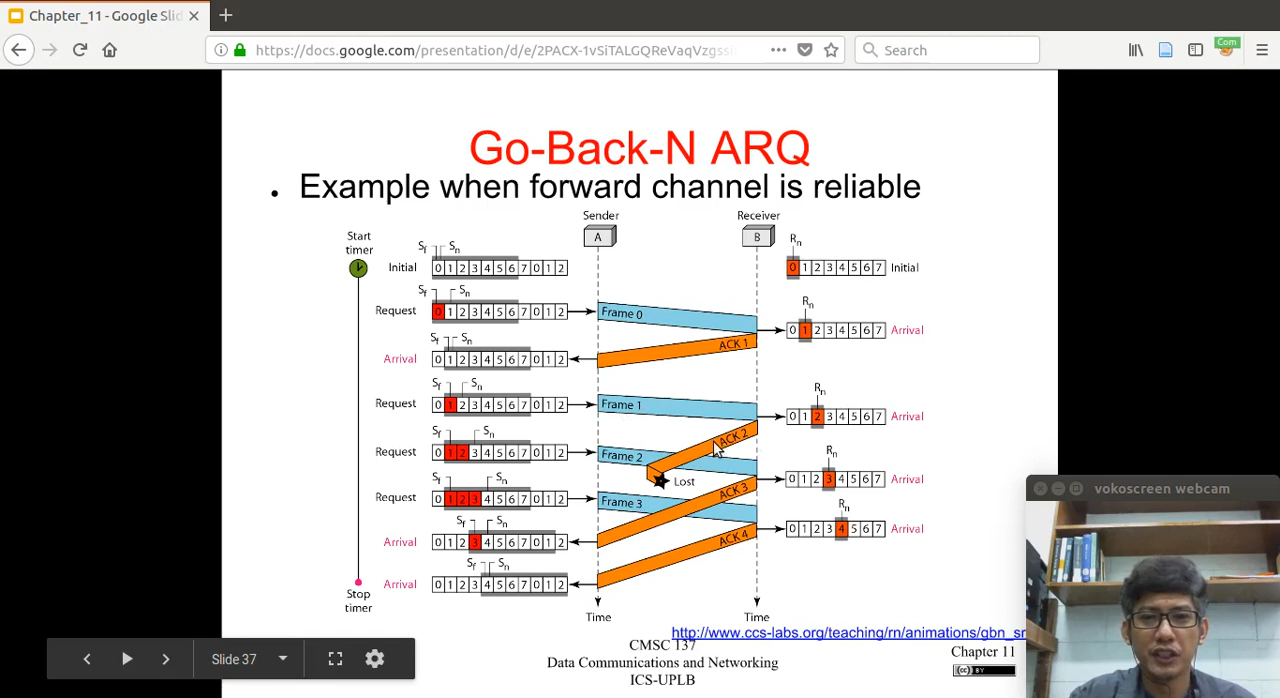 Chapter_11 - Google Slid
https://docs.google.com/presentation/d/e/2PACX-1vSiTALGQReVaqVzgss
Search
Com
Go-Back-N ARQ
• Example when forward channel is reliable
Sender
Receiver
A
B
Start
timer
Sf Sn
Rn
Initial 0 1 2 3 4 5 6 7 0 1 2
0 1 2 3 4 5 6 7 Initial
Sf Sn
Rn
Request 0 1 2 3 4 5 6 7 0 1 2
Frame 0
0 1 2 3 4 5 6 7 Arrival
Sf Sn
ACK 1
Arrival 0 1 2 3 4 5 6 7 0 1 2
Sf Sn
Rn
Request 0 1 2 3 4 5 6 7 0 1 2
Frame 1
0 1 2 3 4 5 6 7 Arrival
Sf Sn
ACK 2
Rn
Request 0 1 2 3 4 5 6 7 0 1 2
Frame 2
Lost
0 1 2 3 4 5 6 7 Arrival
Sf Sn
ACK 3
Rn
Request 0 1 2 3 4 5 6 7 0 1 2
Frame 3
0 1 2 3 4 5 6 7 Arrival
Sf Sn
Arrival 0 1 2 3 4 5 6 7 0 1 2
ACK 4
Sf Sn
Arrival 0 1 2 3 4 5 6 7 0 1 2
Stop
timer
Time
Time
http://www.ccs-labs.org/teaching/rn/animations/gbn_sr
CMSC 137
Data Communications and Networking
ICS-UPLB
Chapter 11
(cc) BY
Slide 37
vokoscreen webcam